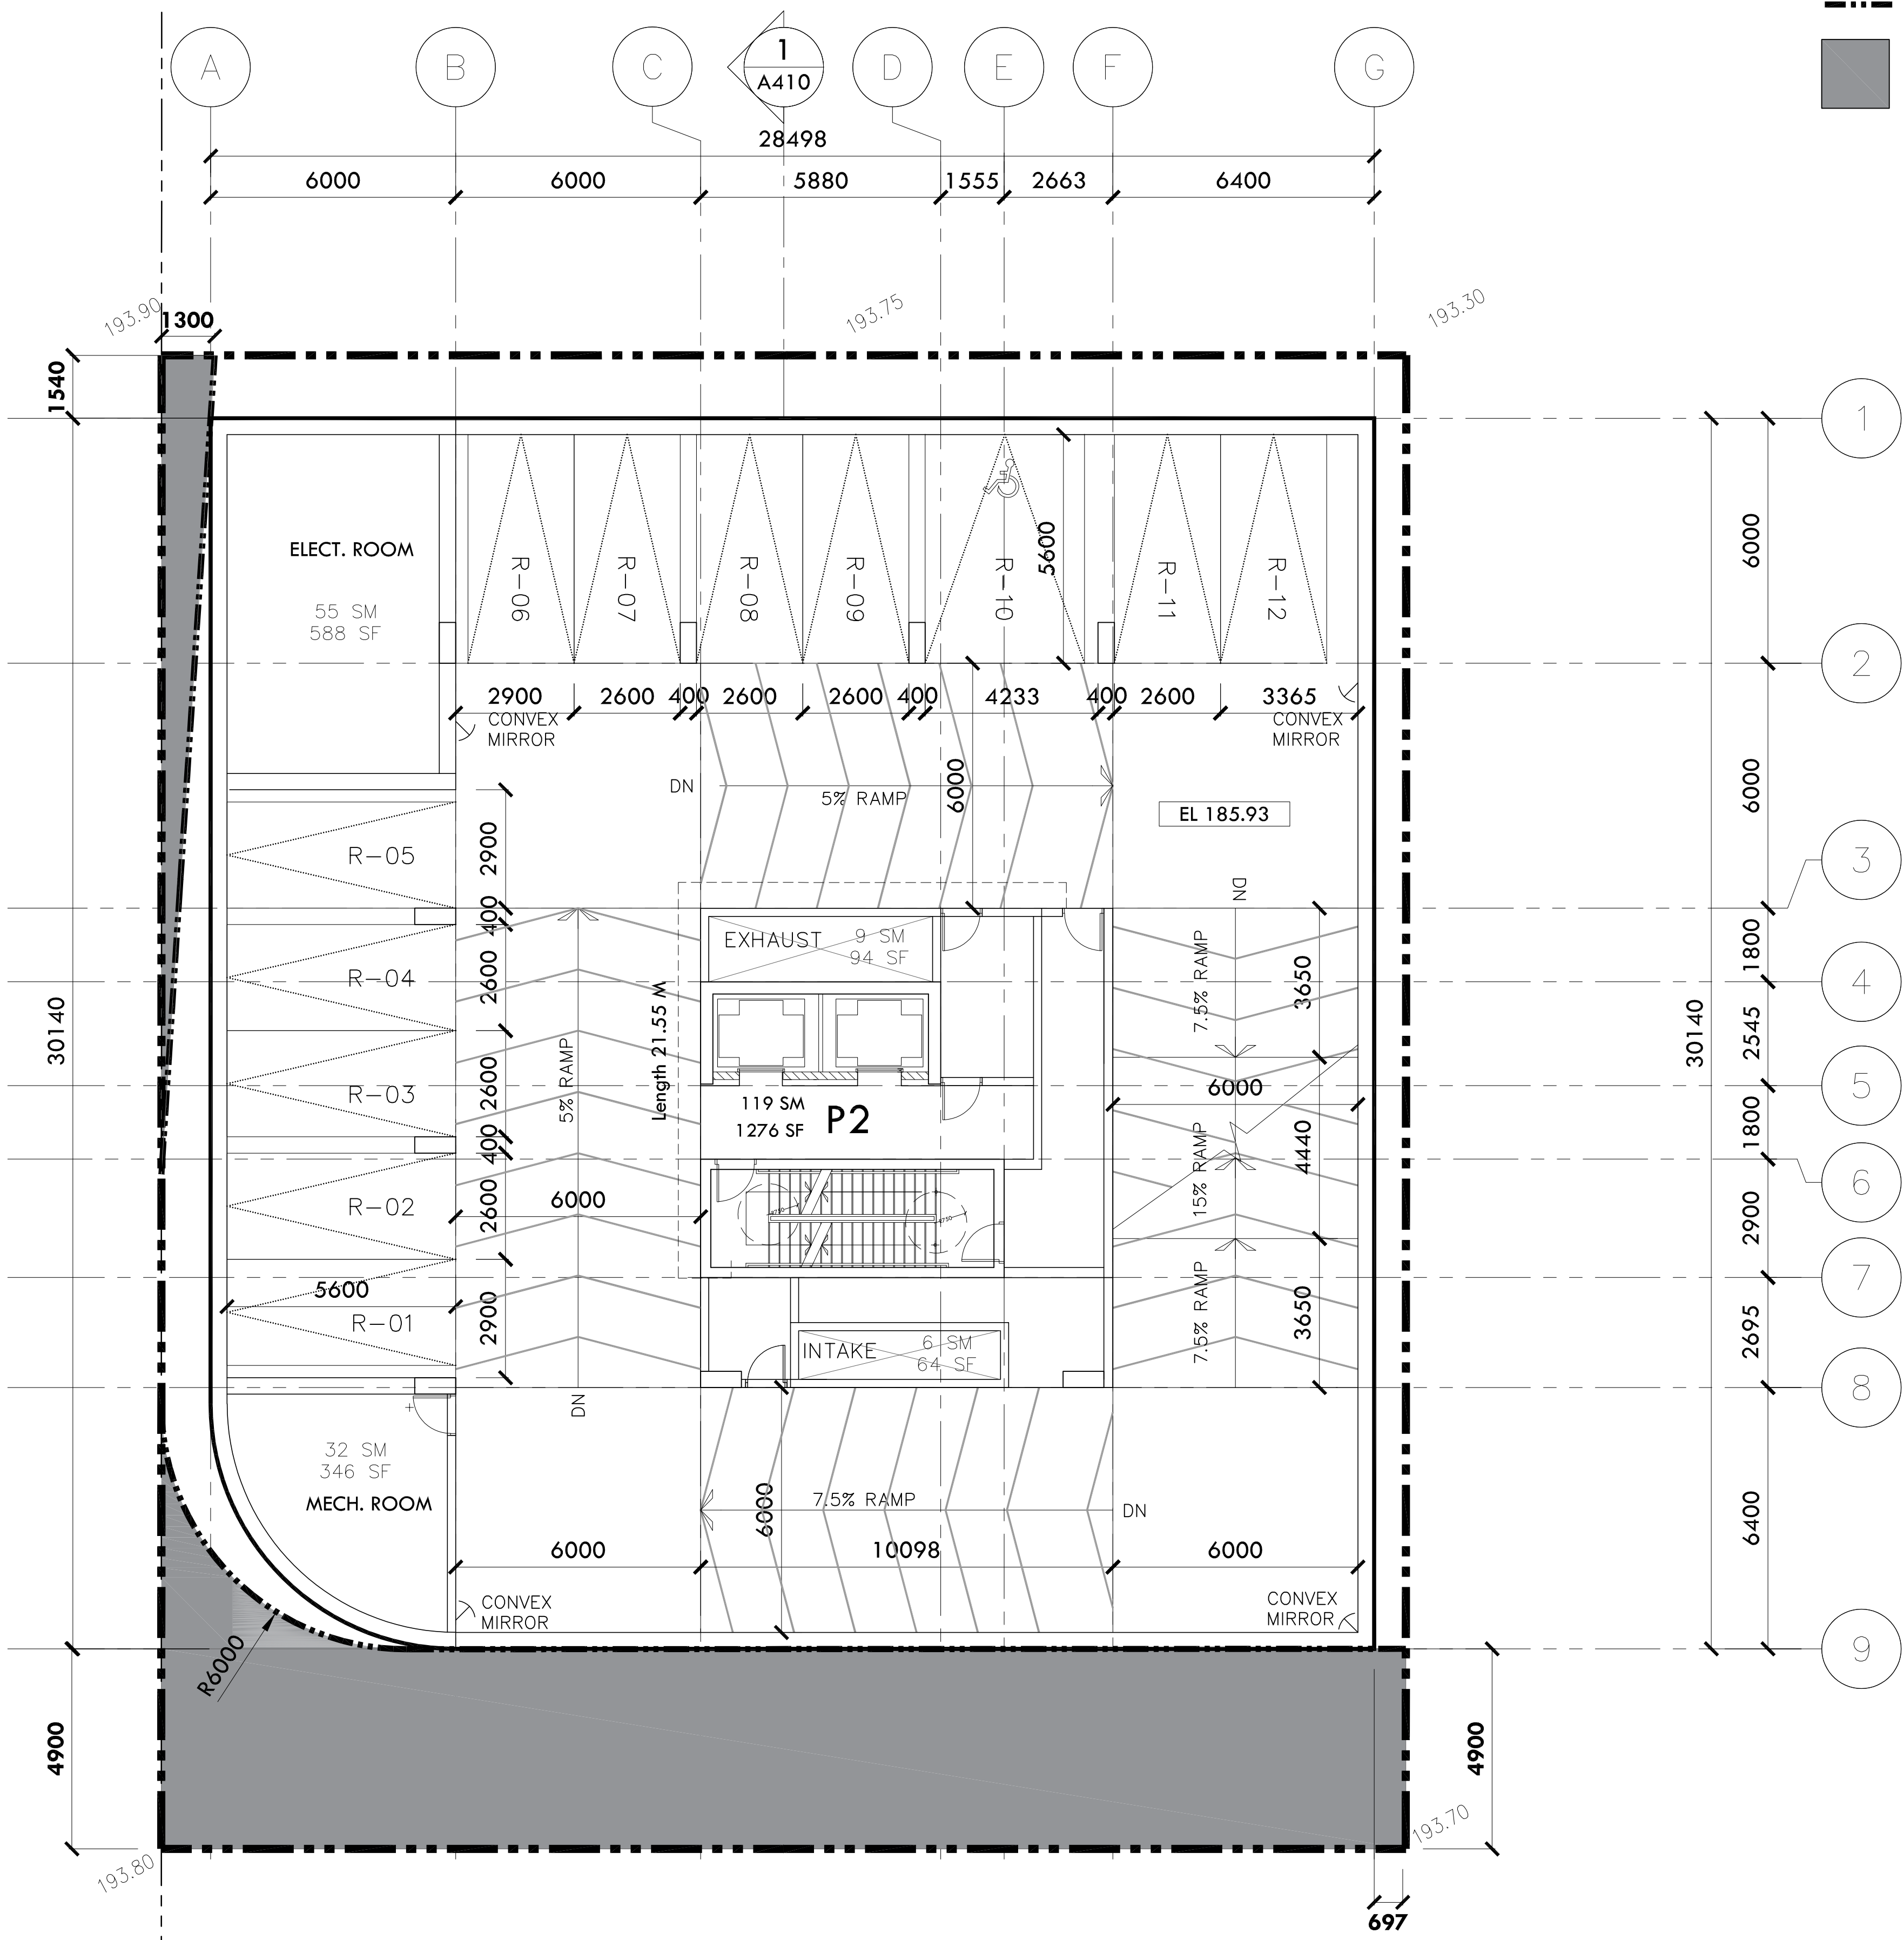 A
B
C
1
A410
D
E
F
G
28498
6000
6000
5880
1555
2663
6400
193.90
193.75
193.30
1300
1540
1
6000
ELECT. ROOM
55 SM
588 SF
R-06
R-07
R-08
R-09
R-10
5600
R-11
R-12
2
2900
2600
400
2600
2600
400
4233
400
2600
3365
CONVEX
MIRROR
CONVEX
MIRROR
DN
5% RAMP
6000
EL 185.93
6000
R-05
2900
3
DN
400
EXHAUST
9 SM
94 SF
7.5% RAMP
3650
1800
R-04
2600
4
30140
Length 21.55 M
5% RAMP
30140
2545
R-03
2600
6000
5
119 SM
1276 SF
P2
400
4440
1800
15% RAMP
6
R-02
2600
6000
R750
R750
2900
7
5600
R-01
2900
7.5% RAMP
3650
2695
INTAKE
6 SM
64 SF
8
DN
32 SM
346 SF
MECH. ROOM
6000
7.5% RAMP
DN
6400
6000
10098
6000
CONVEX
MIRROR
CONVEX
MIRROR
R6000
9
4900
4900
193.80
193.70
697